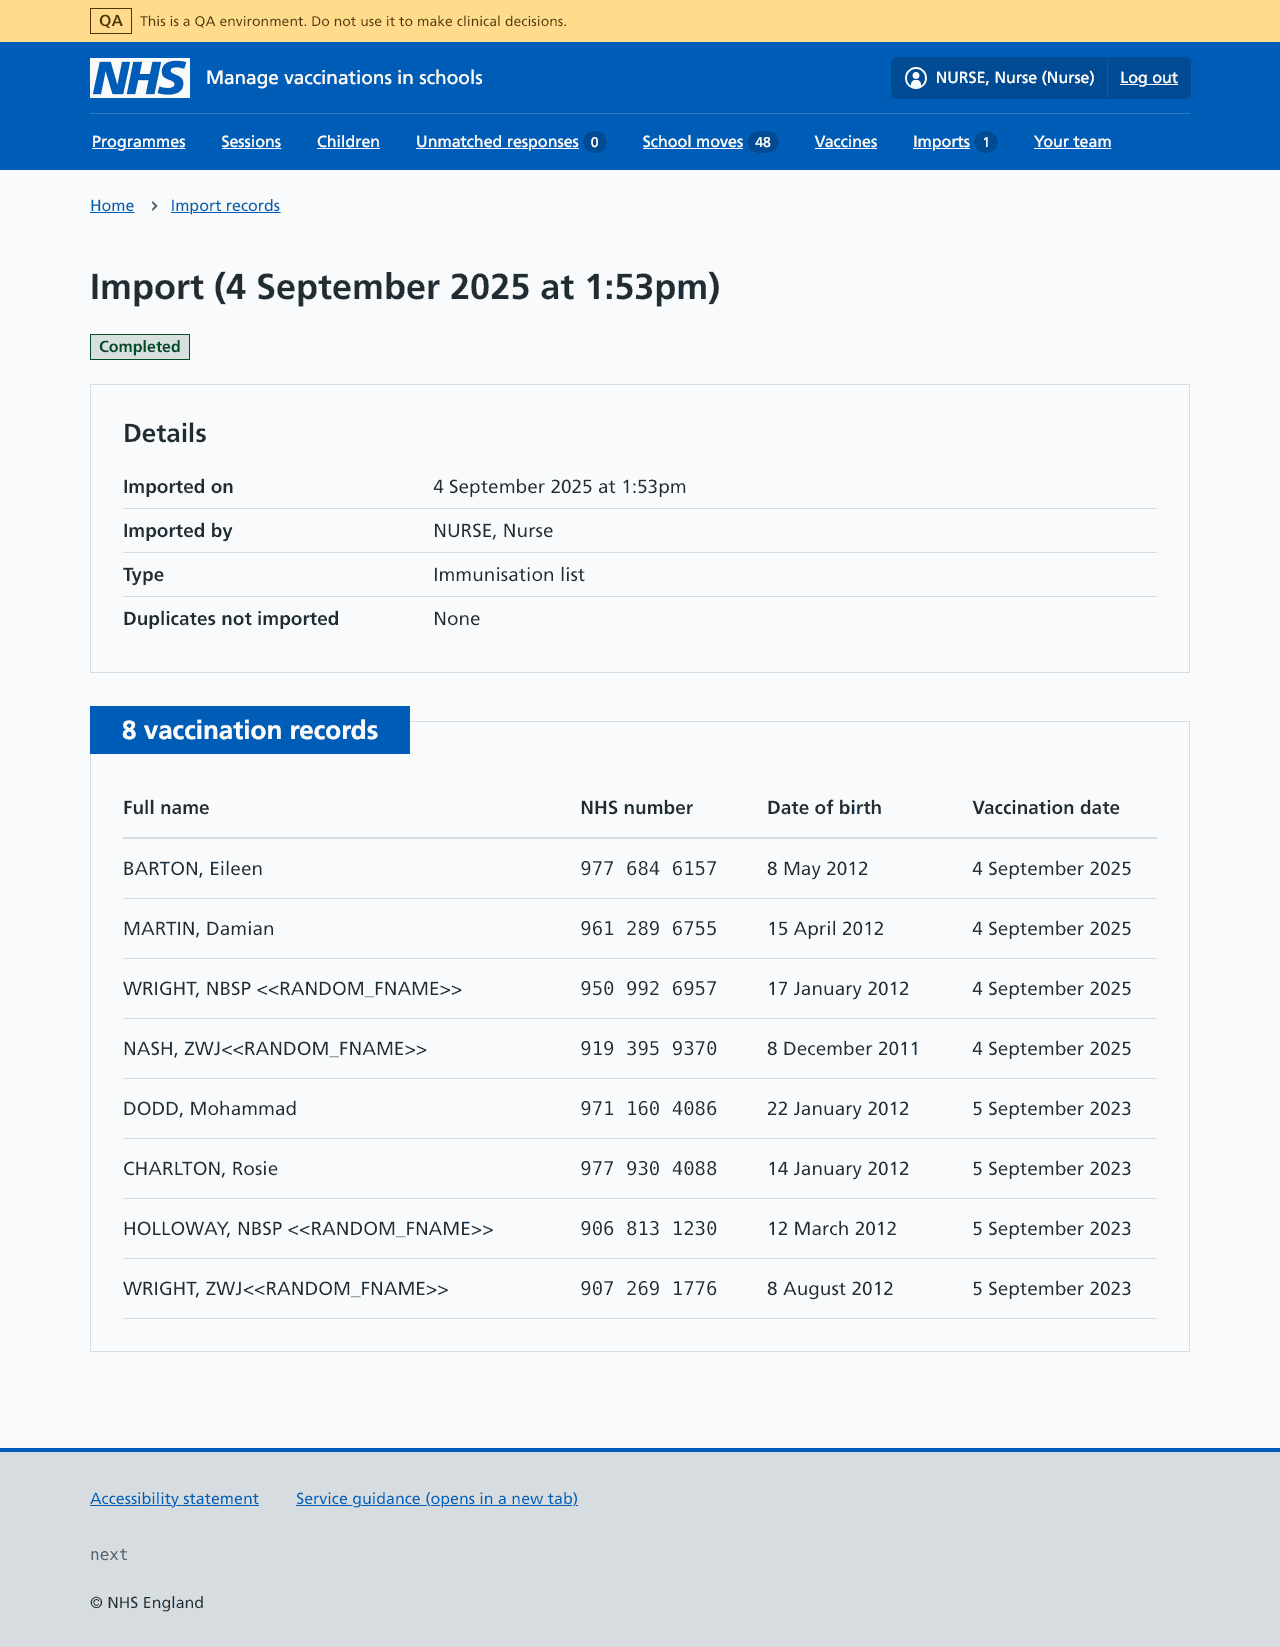 QA This is a QA environment. Do not use it to make clinical decisions.
NHS Manage vaccinations in schools NURSE, Nurse (Nurse) Log out
Programmes Sessions Children Unmatched responses 0 School moves 48 Vaccines Imports 1 Your team
Home Import records
Import (4 September 2025 at 1:53pm)
Completed
Details
Imported on 4 September 2025 at 1:53pm
Imported by NURSE, Nurse
Type Immunisation list
Duplicates not imported None
8 vaccination records
Full name NHS number Date of birth Vaccination date
BARTON, Eileen 977 684 6157 8 May 2012 4 September 2025
MARTIN, Damian 961 289 6755 15 April 2012 4 September 2025
WRIGHT, NBSP <<RANDOM_FNAME>> 950 992 6957 17 January 2012 4 September 2025
NASH, ZWJ<<RANDOM_FNAME>> 919 395 9370 8 December 2011 4 September 2025
DODD, Mohammad 971 160 4086 22 January 2012 5 September 2023
CHARLTON, Rosie 977 930 4088 14 January 2012 5 September 2023
HOLLOWAY, NBSP <<RANDOM_FNAME>> 906 813 1230 12 March 2012 5 September 2023
WRIGHT, ZWJ<<RANDOM_FNAME>> 907 269 1776 8 August 2012 5 September 2023
Accessibility statement Service guidance (opens in a new tab)
next
© NHS England